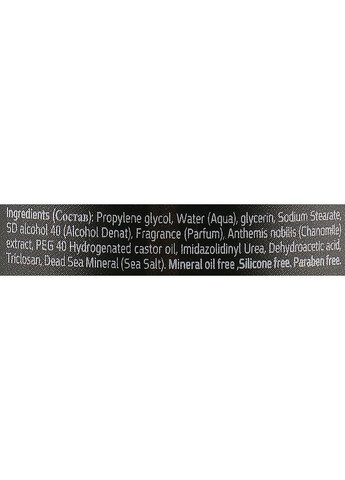 Ingredients (Состав): Propylene glycol, Water (Aqua), glycerin, Sodium Stearate,
SD alcohol 40 (Alcohol Denat), Fragrance (Parfum), Anthemis nobilis (Chamomile)
extract, PEG 40 Hydrogenated castor oil, Imidazolidinyl Urea, Dehydroacetic acid,
Triclosan, Dead Sea Mineral (Sea Salt). Mineral oil free ,Silicone free. Paraben free.